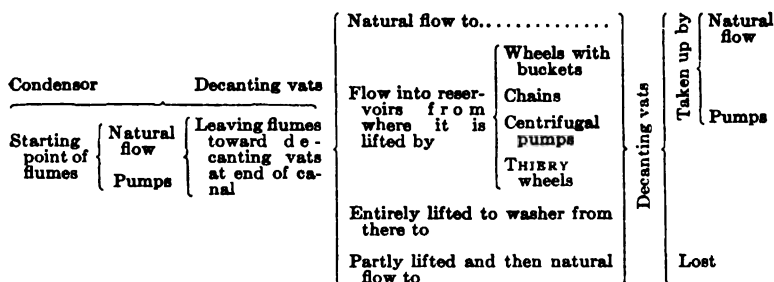 Condensor
Decanting vats
Starting
point of
flumes
Natural
flow
Pumps
Leaving flumes
toward de-
canting vats
at end of ca-
nal
Natural flow to..............
Flow into reser-
voirs from
where it is
lifted by
Wheels with
buckets
Chains
Centrifugal
pumps
THIERY
wheels
Entirely lifted to washer from
there to
Partly lifted and then natural
flow to
Decanting vats
Taken up by
Natural
flow
Pumps
Lost